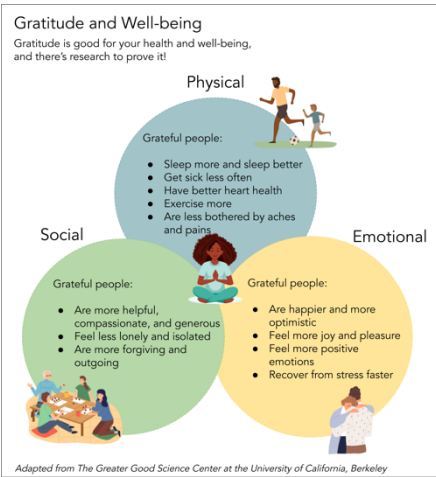 Gratitude and Well-being
Gratitude is good for your health and well-being,
and there's research to prove it!
Physical
Grateful people:
● Sleep more and sleep better
● Get sick less often
● Have better heart health
● Exercise more
● Are less bothered by aches
and pains
Social
Grateful people:
● Are more helpful,
compassionate, and generous
● Feel less lonely and isolated
● Are more forgiving and
outgoing
Emotional
Grateful people:
● Are happier and more
optimistic
● Feel more joy and pleasure
● Feel more positive
emotions
● Recover from stress faster
Adapted from The Greater Good Science Center at the University of California, Berkeley